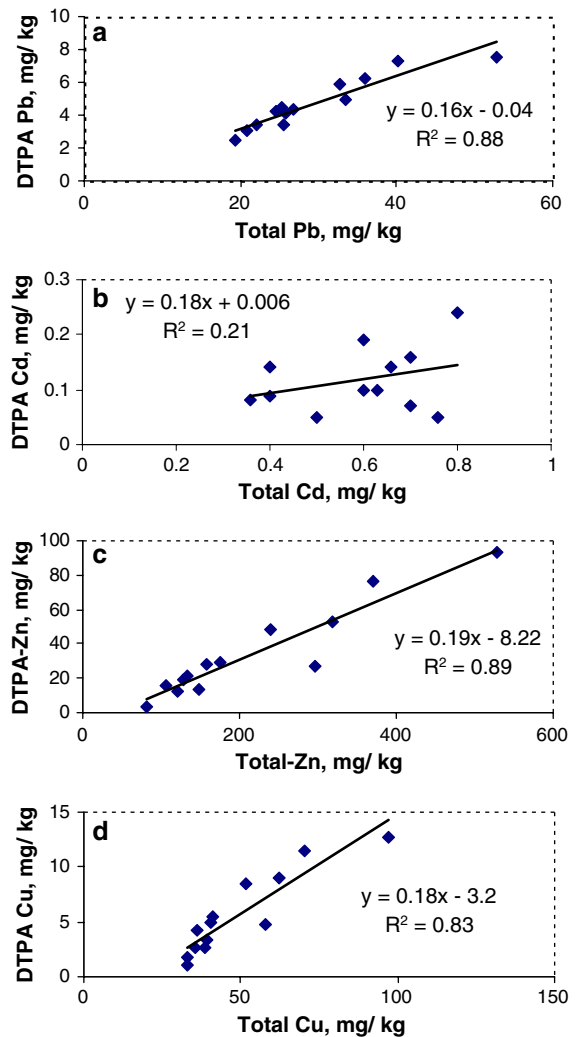 a
10
8
6
4
2
0
DTPA Pb, mg/ kg
y = 0.16x - 0.04
R² = 0.88
0 20 40 60
Total Pb, mg/ kg
b
0.3
0.2
0.1
0
DTPA Cd, mg/ kg
y = 0.18x + 0.006
R² = 0.21
0 0.2 0.4 0.6 0.8 1
Total Cd, mg/ kg
c
100
80
60
40
20
0
DTPA-Zn, mg/ kg
y = 0.19x - 8.22
R² = 0.89
0 200 400 600
Total-Zn, mg/ kg
d
15
10
5
0
DTPA Cu, mg/ kg
y = 0.18x - 3.2
R² = 0.83
0 50 100 150
Total Cu, mg/ kg